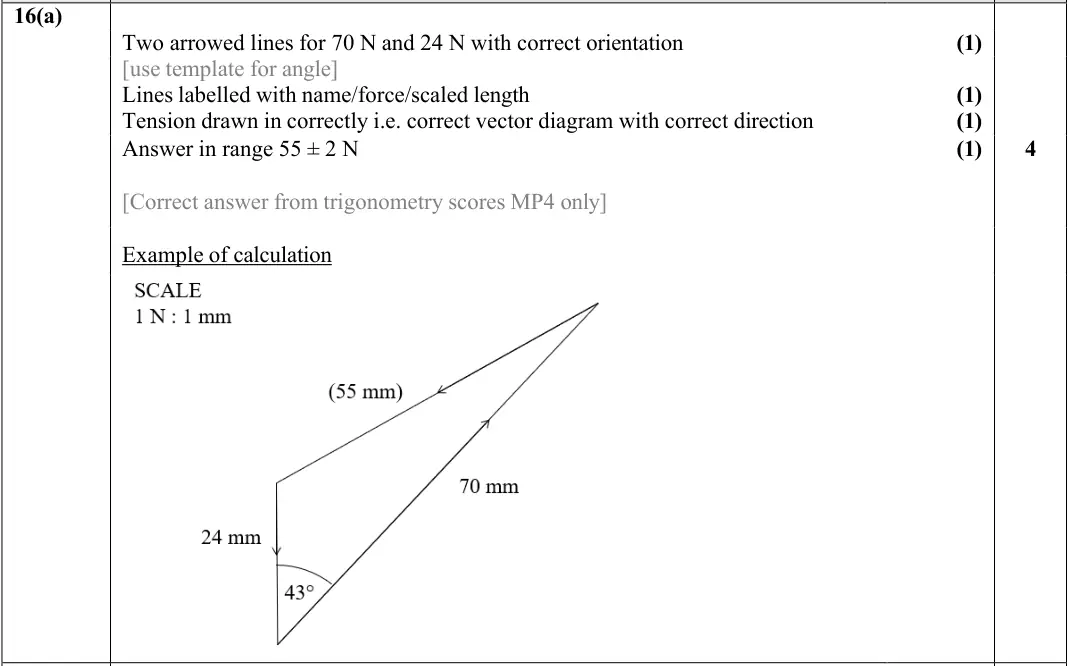 16(a)
Two arrowed lines for 70 N and 24 N with correct orientation (1)
[use template for angle]
Lines labelled with name/force/scaled length (1)
Tension drawn in correctly i.e. correct vector diagram with correct direction (1)
Answer in range 55 ± 2 N (1) 4
[Correct answer from trigonometry scores MP4 only]
Example of calculation
SCALE
1 N : 1 mm
(55 mm)
70 mm
24 mm
43°